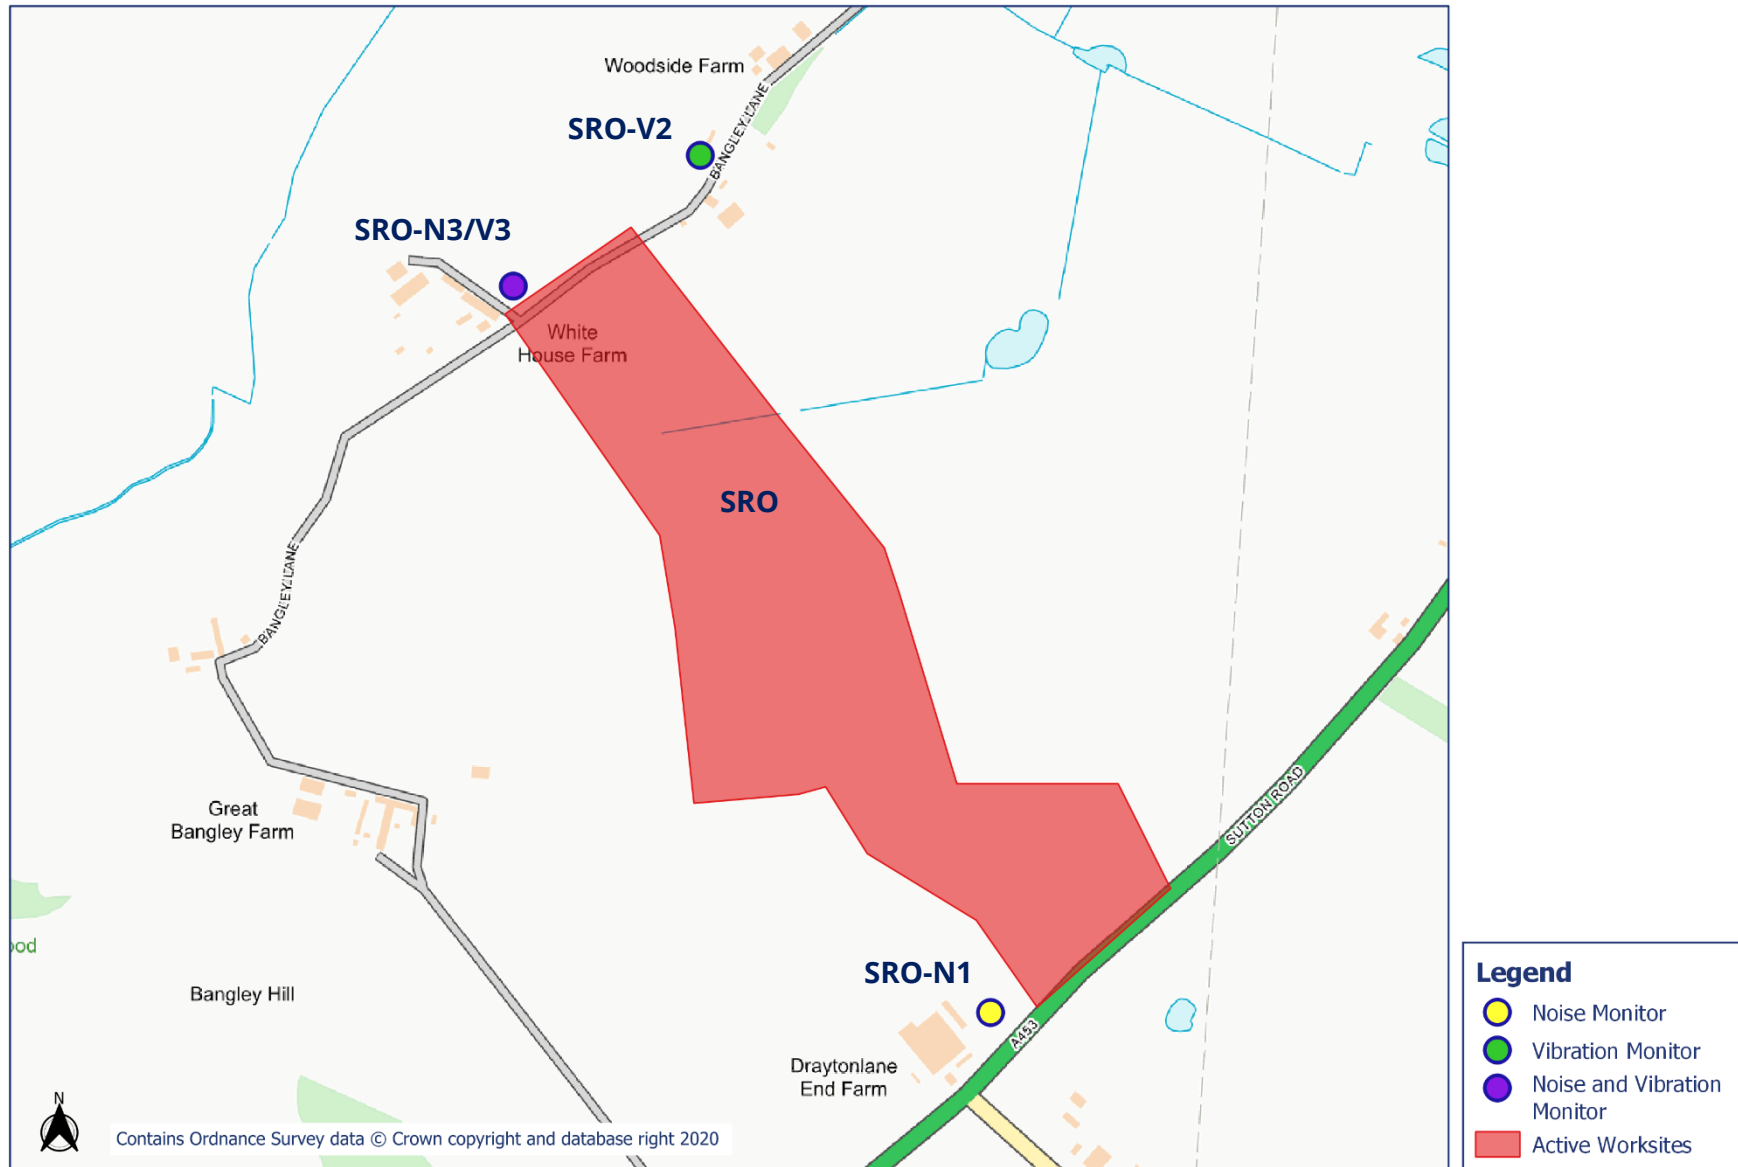 Woodside Farm
BANGLEY LANE
SRO-V2
SRO-N3/V3
White
House Farm
SRO
BANGLEY LANE
SUTTON ROAD
Great
Bangley Farm
ood
Bangley Hill
SRO-N1
A453
Draytonlane
End Farm
N
Contains Ordnance Survey data © Crown copyright and database right 2020
Legend
Noise Monitor
Vibration Monitor
Noise and Vibration
Monitor
Active Worksites